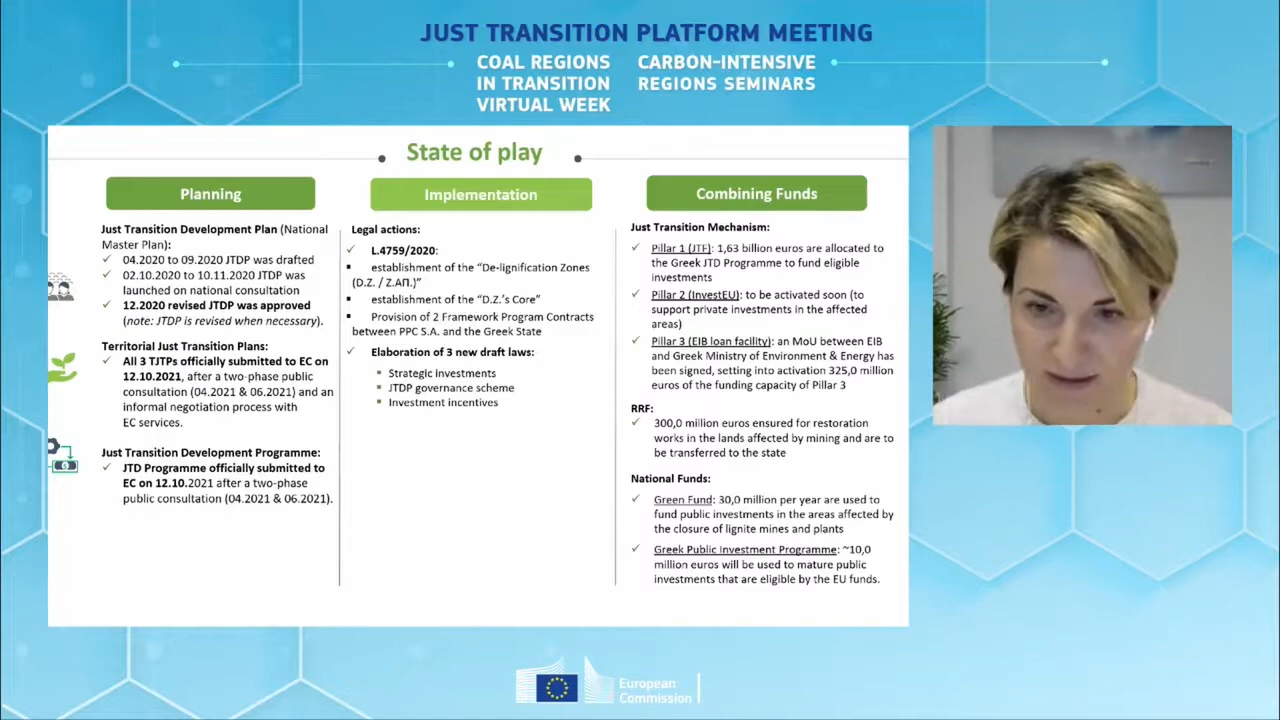 JUST TRANSITION PLATFORM MEETING
COAL REGIONS
IN TRANSITION
VIRTUAL WEEK
CARBON-INTENSIVE
REGIONS SEMINARS
State of play
Planning
Just Transition Development Plan (National
Master Plan):
✓ 04.2020 to 09.2020 JTDP was drafted
✓ 02.10.2020 to 10.11.2020 JTDP was
launched on national consultation
✓ 12.2020 revised JTDP was approved
(note: JTDP is revised when necessary).
Territorial Just Transition Plans:
✓ All 3 TJTPs officially submitted to EC on
12.10.2021, after a two-phase public
consultation (04.2021 & 06.2021) and an
informal negotiation process with
EC services.
Just Transition Development Programme:
✓ JTD Programme officially submitted to
EC on 12.10.2021 after a two-phase
public consultation (04.2021 & 06.2021).
Implementation
Legal actions:
✓ L.4759/2020:
▪ establishment of the “De-lignification Zones
(D.Z. / Ζ.ΑΠ.)”
▪ establishment of the “D.Z.’s Core”
▪ Provision of 2 Framework Program Contracts
between PPC S.A. and the Greek State
✓ Elaboration of 3 new draft laws:
▪ Strategic investments
▪ JTDP governance scheme
▪ Investment incentives
Combining Funds
Just Transition Mechanism:
✓ Pillar 1 (JTF): 1,63 billion euros are allocated to
the Greek JTD Programme to fund eligible
investments
✓ Pillar 2 (InvestEU): to be activated soon (to
support private investments in the affected
areas)
✓ Pillar 3 (EIB loan facility): an MoU between EIB
and Greek Ministry of Environment & Energy has
been signed, setting into activation 325,0 million
euros of the funding capacity of Pillar 3
RRF:
✓ 300,0 million euros ensured for restoration
works in the lands affected by mining and are to
be transferred to the state
National Funds:
✓ Green Fund: 30,0 million per year are used to
fund public investments in the areas affected by
the closure of lignite mines and plants
✓ Greek Public Investment Programme: ~10,0
million euros will be used to mature public
investments that are eligible by the EU funds.
European
Commission